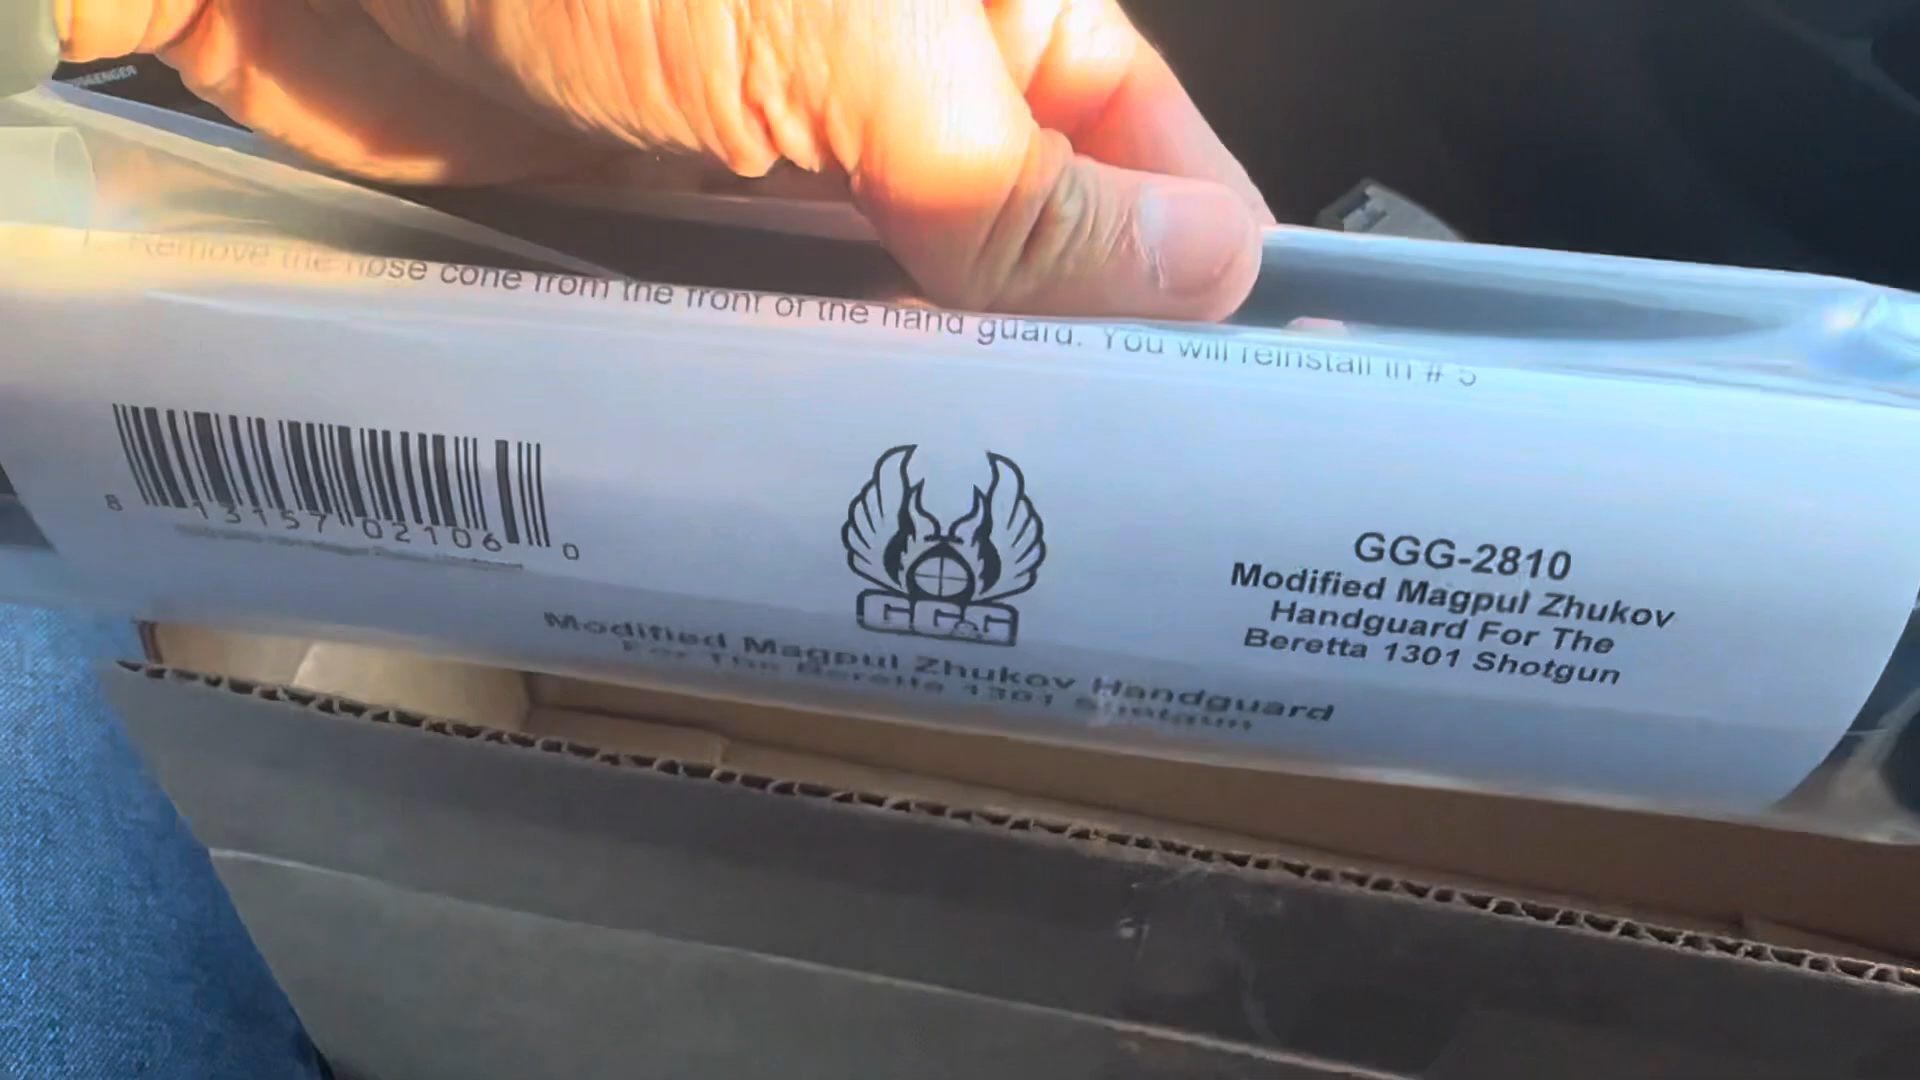 Remove the nose cone from the front of the hand guard. You will reinstall in # 5
8 13157 02106 0
GG&G
GGG-2810
Modified Magpul Zhukov
Handguard For The
Beretta 1301 Shotgun
Modified Magpul Zhukov Handguard
For The Beretta 1301 Shotgun